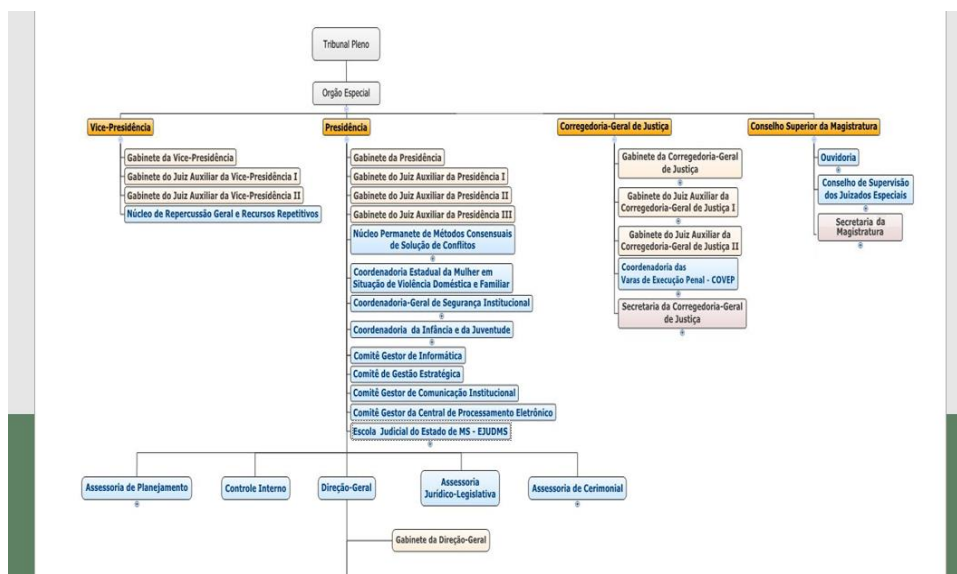 Tribunal Pleno
Orgão Especial
Vice-Presidência
Presidência
Corregedoria-Geral de Justiça
Conselho Superior da Magistratura
Gabinete da Vice-Presidência
Gabinete do Juiz Auxiliar da Vice-Presidência I
Gabinete do Juiz Auxiliar da Vice-Presidência II
Núcleo de Repercussão Geral e Recursos Repetitivos
Gabinete da Presidência
Gabinete do Juiz Auxiliar da Presidência I
Gabinete do Juiz Auxiliar da Presidência II
Gabinete do Juiz Auxiliar da Presidência III
Núcleo Permanete de Métodos Consensuais
de Solução de Conflitos
Coordenadoria Estadual da Mulher em
Situação de Violência Doméstica e Familiar
Coordenadoria-Geral de Segurança Institucional
Coordenadoria da Infância e da Juventude
Comitê Gestor de Informática
Comitê de Gestão Estratégica
Comitê Gestor de Comunicação Institucional
Comitê Gestor da Central de Processamento Eletrônico
Escola Judicial do Estado de MS - EJUDMS
Gabinete da Corregedoria-Geral
de Justiça
Gabinete do Juiz Auxiliar da
Corregedoria-Geral de Justiça I
Gabinete do Juiz Auxiliar da
Corregedoria-Geral de Justiça II
Coordenadoria das
Varas de Execução Penal - COVEP
Secretaria da Corregedoria-Geral
de Justiça
Ouvidoria
Conselho de Supervisão
dos Juizados Especiais
Secretaria da
Magistratura
Assessoria de Planejamento
Controle Interno
Direção-Geral
Assessoria
Jurídico-Legislativa
Assessoria de Cerimonial
Gabinete da Direção-Geral